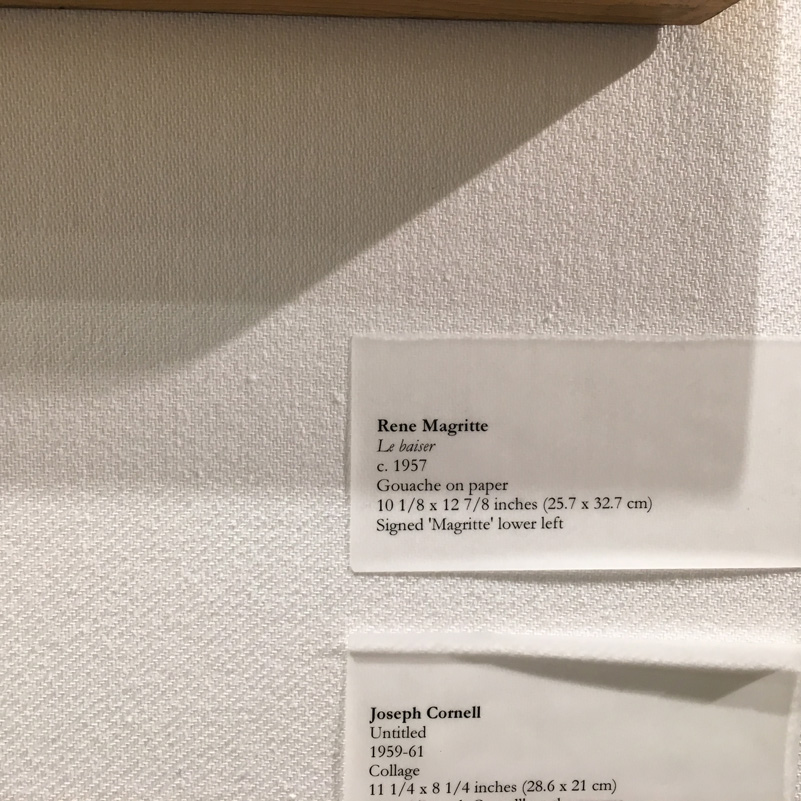 Rene Magritte
Le baiser
c. 1957
Gouache on paper
10 1/8 x 12 7/8 inches (25.7 x 32.7 cm)
Signed 'Magritte' lower left
Joseph Cornell
Untitled
1959-61
Collage
11 1/4 x 8 1/4 inches (28.6 x 21 cm)